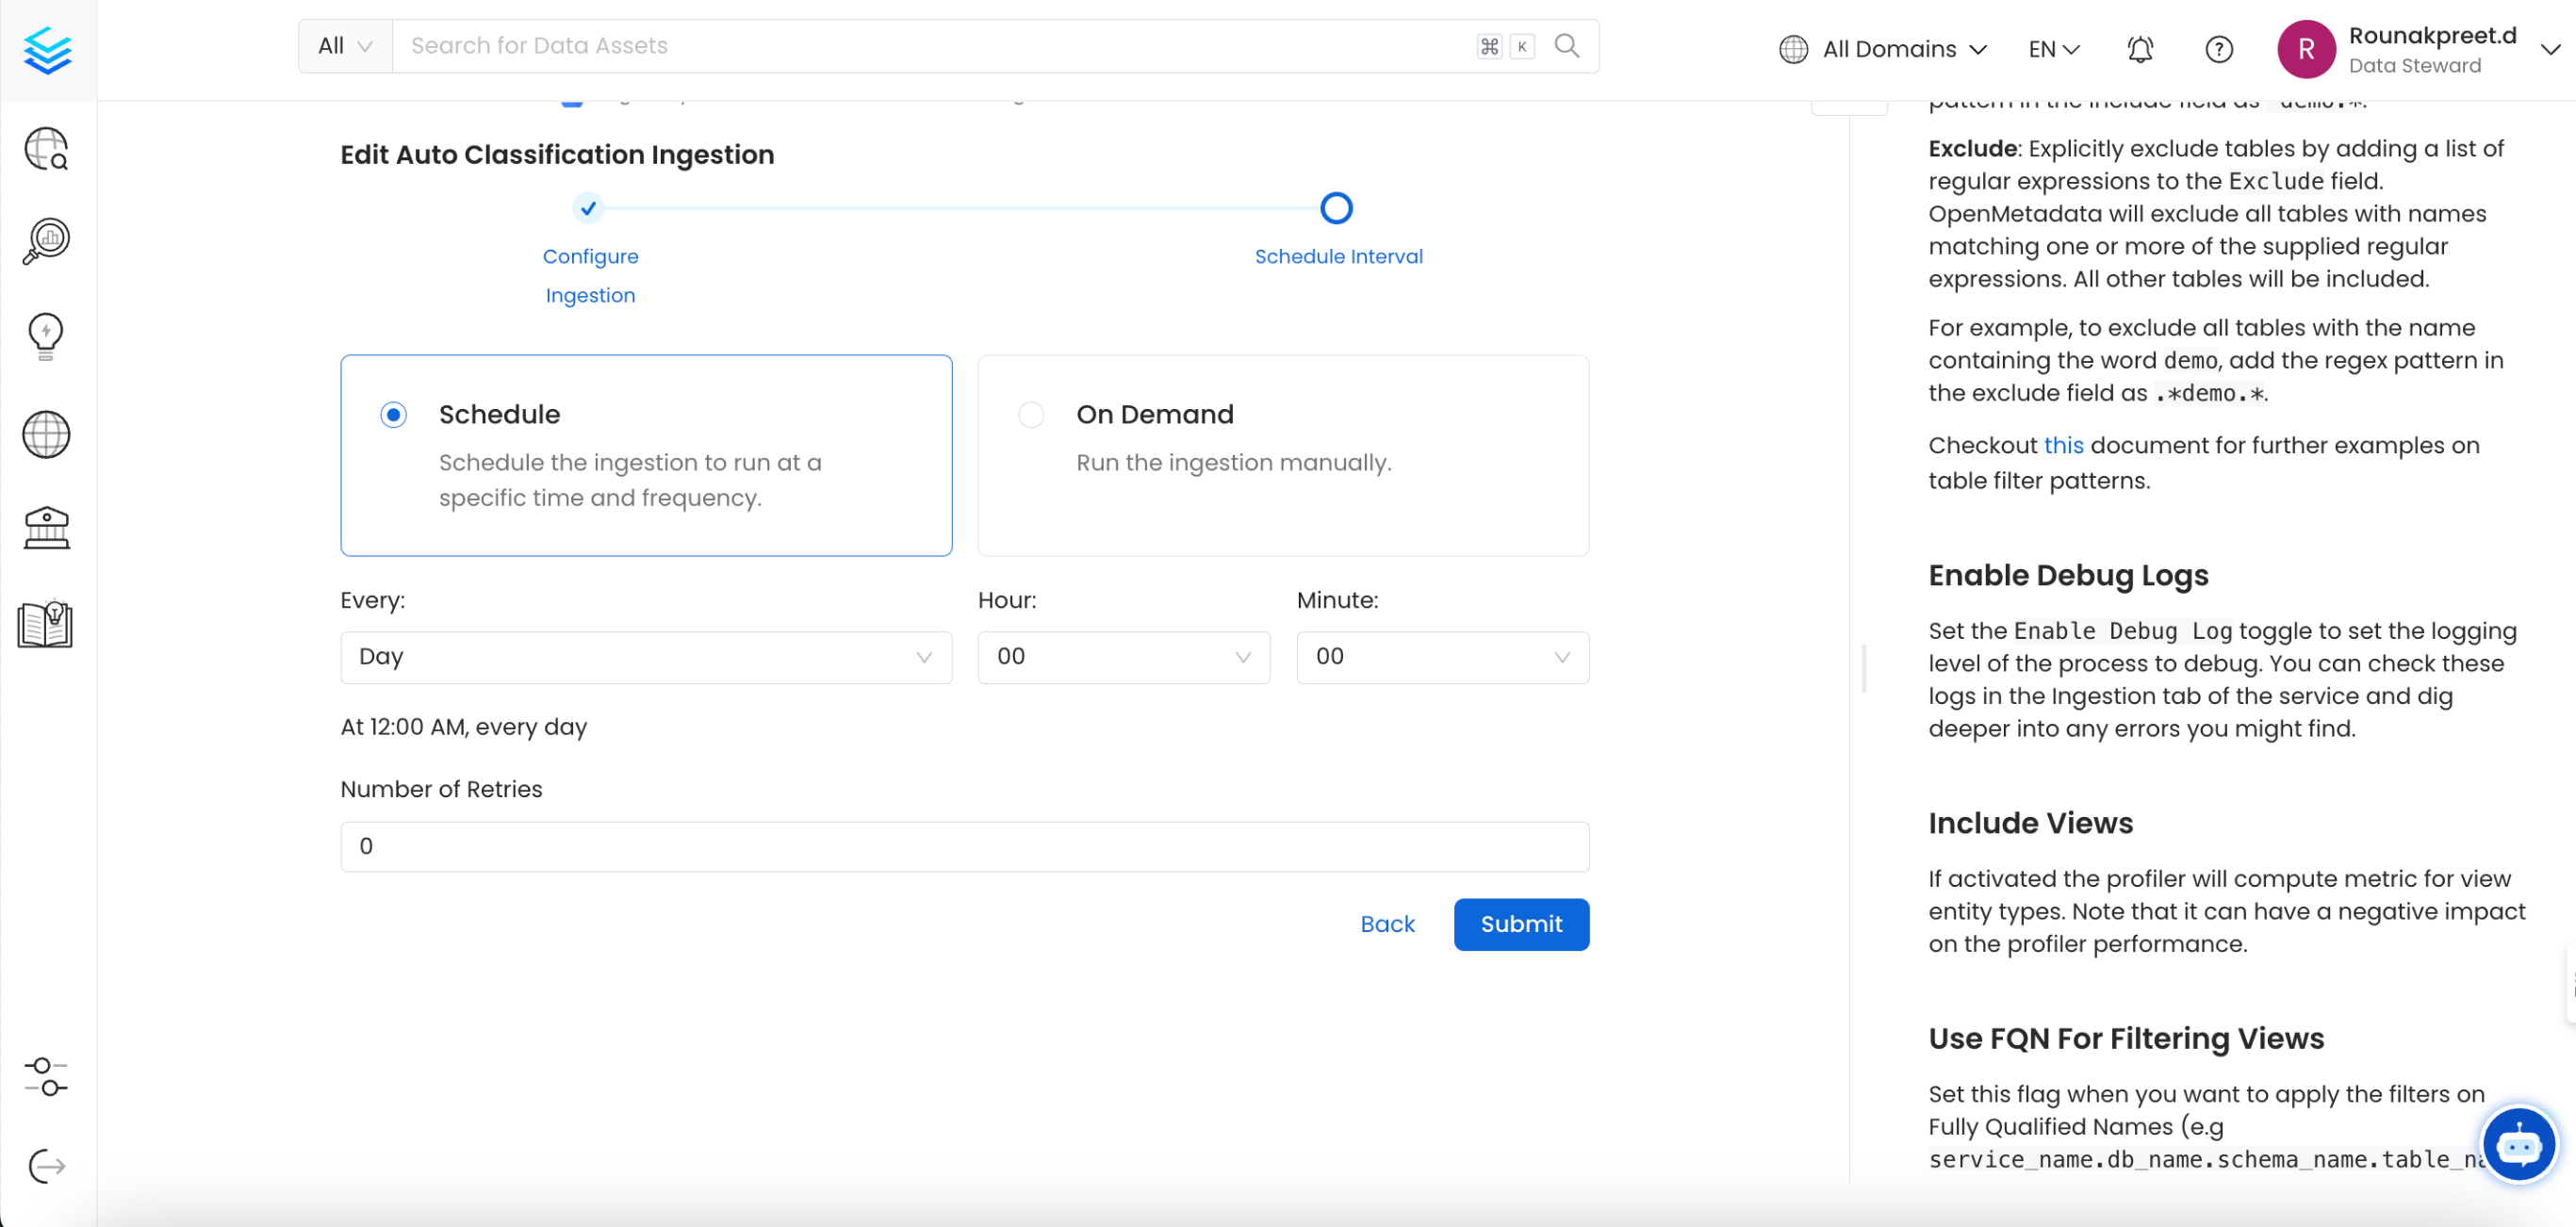 All
Search for Data Assets
⌘ K
All Domains
EN
R
Rounakpreet.d
Data Steward
Edit Auto Classification Ingestion
Configure
Ingestion
Schedule Interval
Schedule
Schedule the ingestion to run at a
specific time and frequency.
On Demand
Run the ingestion manually.
Every:
Hour:
Minute:
Day
00
00
At 12:00 AM, every day
Number of Retries
0
Back
Submit
pattern in the include field as demo.*.
Exclude: Explicitly exclude tables by adding a list of
regular expressions to the Exclude field.
OpenMetadata will exclude all tables with names
matching one or more of the supplied regular
expressions. All other tables will be included.
For example, to exclude all tables with the name
containing the word demo, add the regex pattern in
the exclude field as .*demo.*.
Checkout this document for further examples on
table filter patterns.
Enable Debug Logs
Set the Enable Debug Log toggle to set the logging
level of the process to debug. You can check these
logs in the Ingestion tab of the service and dig
deeper into any errors you might find.
Include Views
If activated the profiler will compute metric for view
entity types. Note that it can have a negative impact
on the profiler performance.
Use FQN For Filtering Views
Set this flag when you want to apply the filters on
Fully Qualified Names (e.g
service_name.db_name.schema_name.table_na